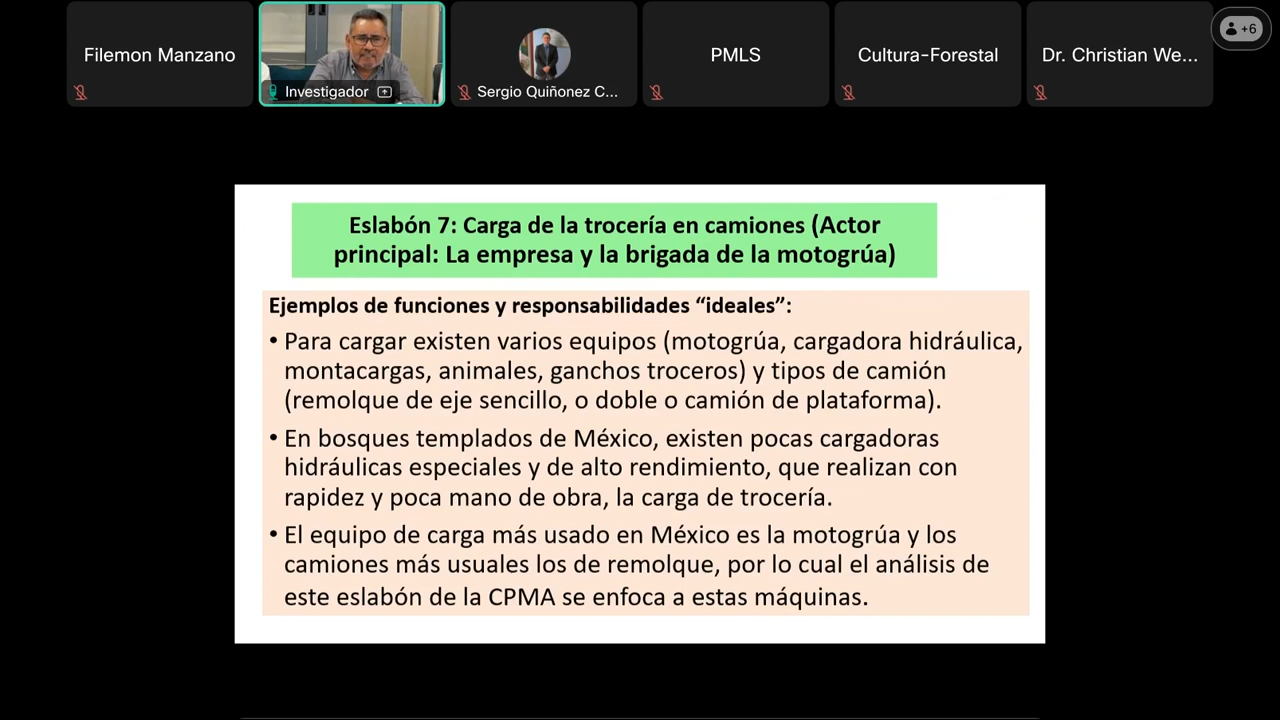 Filemon Manzano
Investigador
Sergio Quiñonez C...
PMLS
Cultura-Forestal
Dr. Christian We...
+6
Eslabón 7: Carga de la trocería en camiones (Actor
principal: La empresa y la brigada de la motogrúa)
Ejemplos de funciones y responsabilidades “ideales”:
• Para cargar existen varios equipos (motogrúa, cargadora hidráulica,
montacargas, animales, ganchos troceros) y tipos de camión
(remolque de eje sencillo, o doble o camión de plataforma).
• En bosques templados de México, existen pocas cargadoras
hidráulicas especiales y de alto rendimiento, que realizan con
rapidez y poca mano de obra, la carga de trocería.
• El equipo de carga más usado en México es la motogrúa y los
camiones más usuales los de remolque, por lo cual el análisis de
este eslabón de la CPMA se enfoca a estas máquinas.